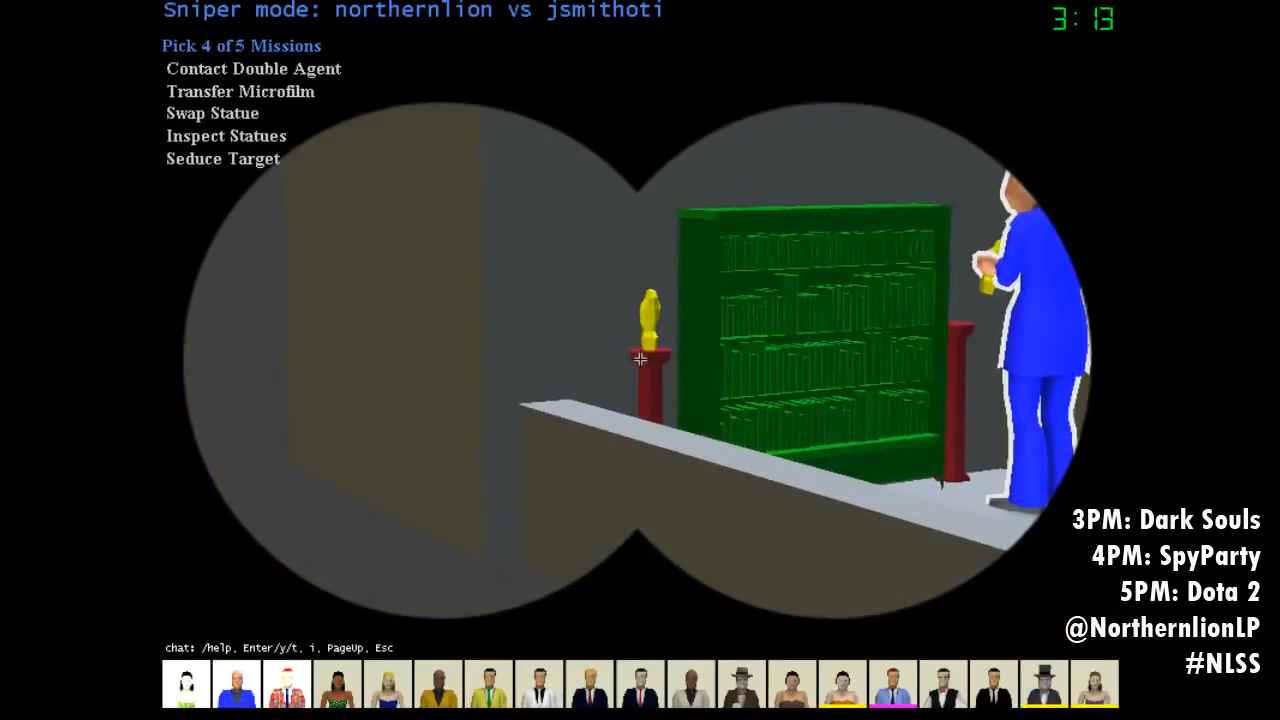 Sniper mode: northernlion vs jsmithoti
3:13
Pick 4 of 5 Missions
Contact Double Agent
Transfer Microfilm
Swap Statue
Inspect Statues
Seduce Target
3PM: Dark Souls
4PM: SpyParty
5PM: Dota 2
@NorthernlionLP
#NLSS
chat: /help, Enter/y/t, i, PageUp, Esc